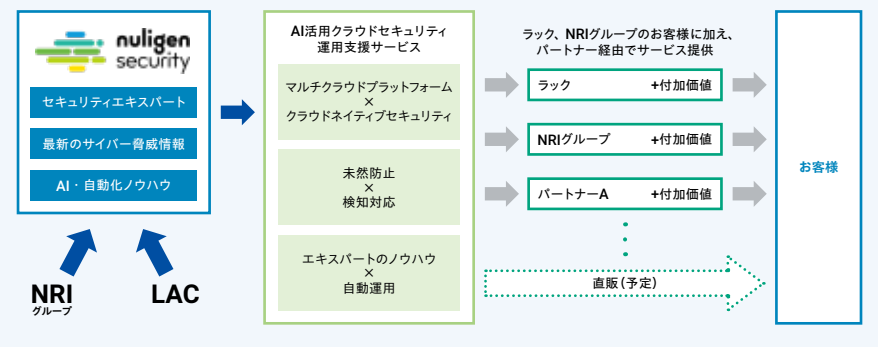 nuligen
security
セキュリティエキスパート
最新のサイバー脅威情報
AI・自動化ノウハウ
NRI
グループ
LAC
AI活用クラウドセキュリティ
運用支援サービス
マルチクラウドプラットフォーム
×
クラウドネイティブセキュリティ
未然防止
×
検知対応
エキスパートのノウハウ
×
自動運用
ラック、NRIグループのお客様に加え、
パートナー経由でサービス提供
ラック +付加価値
NRIグループ +付加価値
パートナーA +付加価値
直販(予定)
お客様